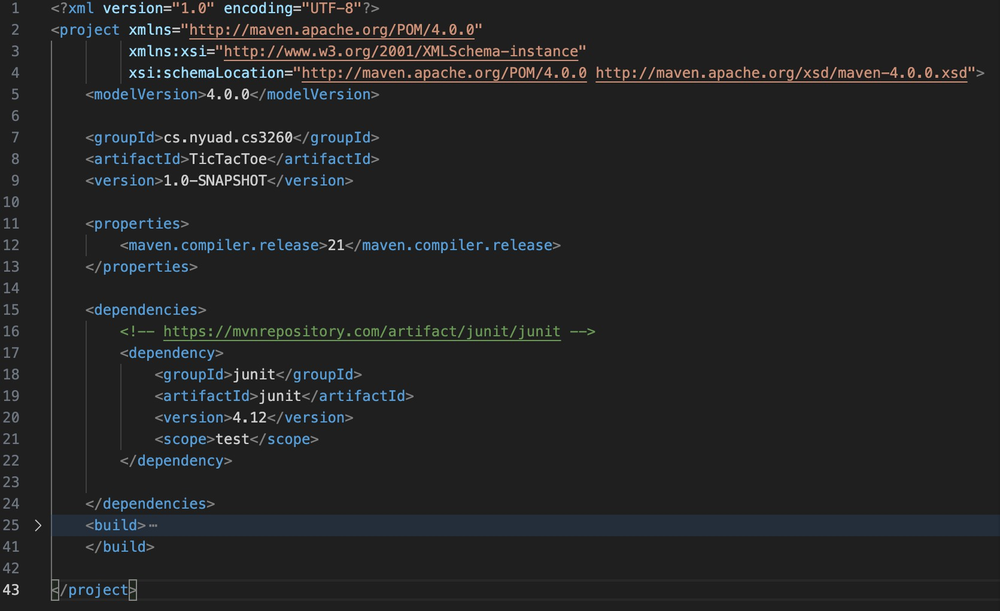 1 <?xml version="1.0" encoding="UTF-8"?>
2 <project xmlns="http://maven.apache.org/POM/4.0.0"
3 xmlns:xsi="http://www.w3.org/2001/XMLSchema-instance"
4 xsi:schemaLocation="http://maven.apache.org/POM/4.0.0 http://maven.apache.org/xsd/maven-4.0.0.xsd">
5 <modelVersion>4.0.0</modelVersion>
6
7 <groupId>cs.nyuad.cs3260</groupId>
8 <artifactId>TicTacToe</artifactId>
9 <version>1.0-SNAPSHOT</version>
10
11 <properties>
12 <maven.compiler.release>21</maven.compiler.release>
13 </properties>
14
15 <dependencies>
16 <!-- https://mvnrepository.com/artifact/junit/junit -->
17 <dependency>
18 <groupId>junit</groupId>
19 <artifactId>junit</artifactId>
20 <version>4.12</version>
21 <scope>test</scope>
22 </dependency>
23
24 </dependencies>
25 <build>⋯
41 </build>
42
43 </project>